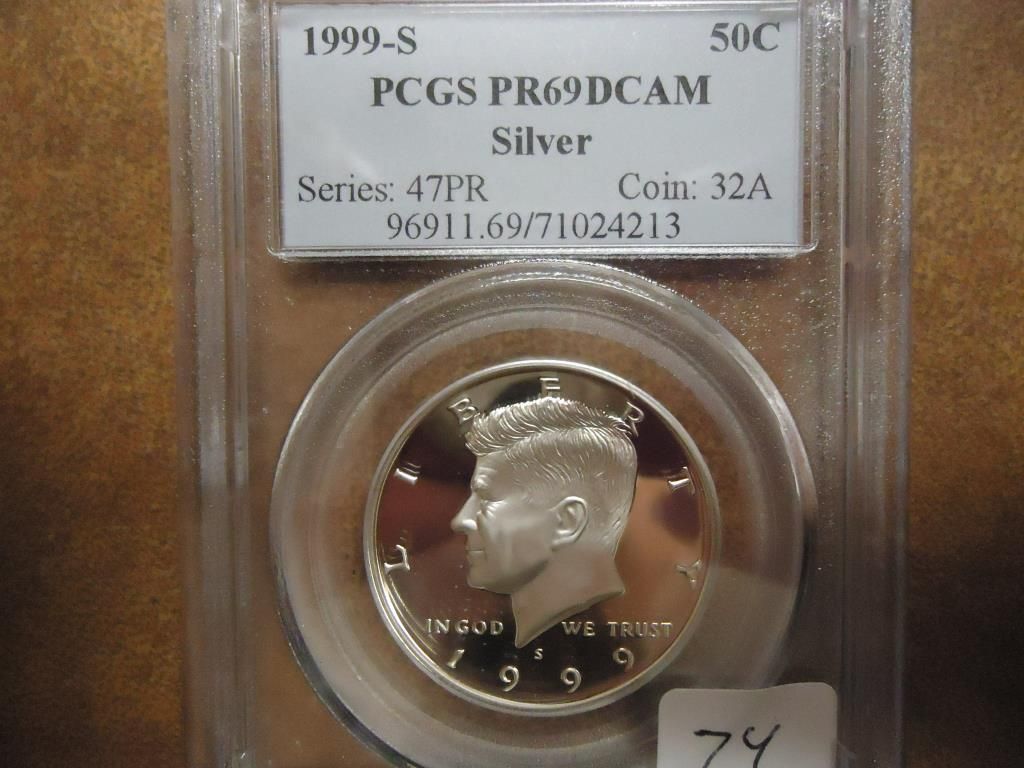 1999-S 50C
PCGS PR69DCAM
Silver
Series: 47PR Coin: 32A
96911.69/71024213
LIBERTY
IN GOD WE TRUST
S
1999
74